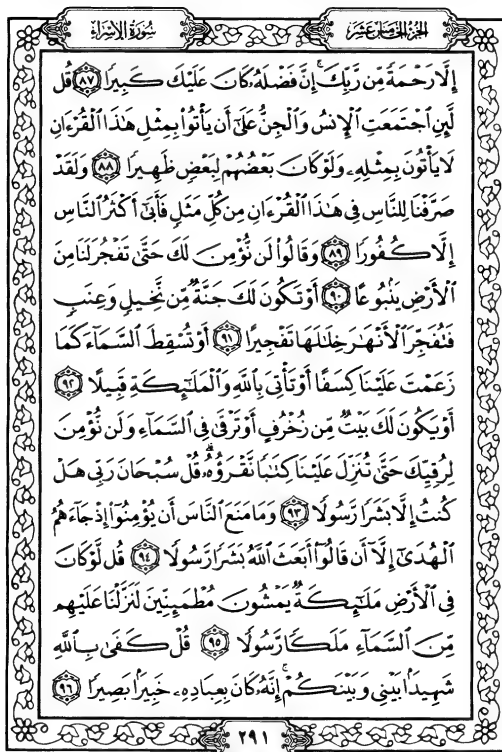 الجزء الخامس عشر
سورة الإسراء
إِلَّا رَحْمَةً مِّن رَّبِّكَ ۚ إِنَّ فَضْلَهُۥ كَانَ عَلَيْكَ كَبِيرًا ٨٧ قُل
لَّئِنِ ٱجْتَمَعَتِ ٱلْإِنسُ وَٱلْجِنُّ عَلَىٰٓ أَن يَأْتُوا۟ بِمِثْلِ هَٰذَا ٱلْقُرْءَانِ
لَا يَأْتُونَ بِمِثْلِهِۦ وَلَوْ كَانَ بَعْضُهُمْ لِبَعْضٍ ظَهِيرًا ٨٨ وَلَقَدْ
صَرَّفْنَا لِلنَّاسِ فِى هَٰذَا ٱلْقُرْءَانِ مِن كُلِّ مَثَلٍ فَأَبَىٰٓ أَكْثَرُ ٱلنَّاسِ
إِلَّا كُفُورًا ٨٩ وَقَالُوا۟ لَن نُّؤْمِنَ لَكَ حَتَّىٰ تَفْجُرَ لَنَا مِنَ
ٱلْأَرْضِ يَنۢبُوعًا ٩٠ أَوْ تَكُونَ لَكَ جَنَّةٌ مِّن نَّخِيلٍ وَعِنَبٍ
فَتُفَجِّرَ ٱلْأَنْهَٰرَ خِلَٰلَهَا تَفْجِيرًا ٩١ أَوْ تُسْقِطَ ٱلسَّمَآءَ كَمَا
زَعَمْتَ عَلَيْنَا كِسَفًا أَوْ تَأْتِىَ بِٱللَّهِ وَٱلْمَلَٰٓئِكَةِ قَبِيلًا ٩٢
أَوْ يَكُونَ لَكَ بَيْتٌ مِّن زُخْرُفٍ أَوْ تَرْقَىٰ فِى ٱلسَّمَآءِ وَلَن نُّؤْمِنَ
لِرُقِيِّكَ حَتَّىٰ تُنَزِّلَ عَلَيْنَا كِتَٰبًا نَّقْرَؤُهُۥ ۗ قُلْ سُبْحَانَ رَبِّى هَلْ
كُنتُ إِلَّا بَشَرًا رَّسُولًا ٩٣ وَمَا مَنَعَ ٱلنَّاسَ أَن يُؤْمِنُوٓا۟ إِذْ جَآءَهُمُ
ٱلْهُدَىٰٓ إِلَّآ أَن قَالُوٓا۟ أَبَعَثَ ٱللَّهُ بَشَرًا رَّسُولًا ٩٤ قُل لَّوْ كَانَ
فِى ٱلْأَرْضِ مَلَٰٓئِكَةٌ يَمْشُونَ مُطْمَئِنِّينَ لَنَزَّلْنَا عَلَيْهِم
مِّنَ ٱلسَّمَآءِ مَلَكًا رَّسُولًا ٩٥ قُلْ كَفَىٰ بِٱللَّهِ
شَهِيدًۢا بَيْنِى وَبَيْنَكُمْ ۚ إِنَّهُۥ كَانَ بِعِبَادِهِۦ خَبِيرًۢا بَصِيرًا ٩٦
٢٩١